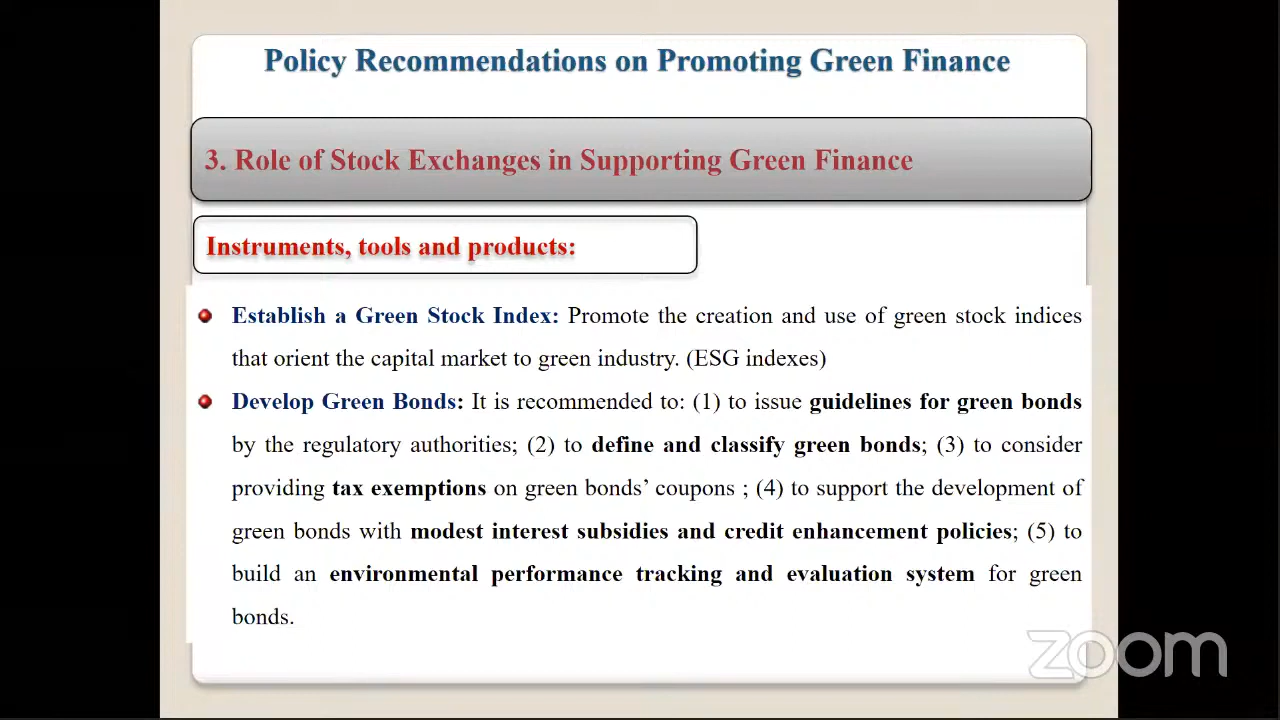 Policy Recommendations on Promoting Green Finance
3. Role of Stock Exchanges in Supporting Green Finance
Instruments, tools and products:
Establish a Green Stock Index: Promote the creation and use of green stock indices
that orient the capital market to green industry. (ESG indexes)
Develop Green Bonds: It is recommended to: (1) to issue guidelines for green bonds
by the regulatory authorities; (2) to define and classify green bonds; (3) to consider
providing tax exemptions on green bonds’ coupons ; (4) to support the development of
green bonds with modest interest subsidies and credit enhancement policies; (5) to
build an environmental performance tracking and evaluation system for green
bonds.
zoom